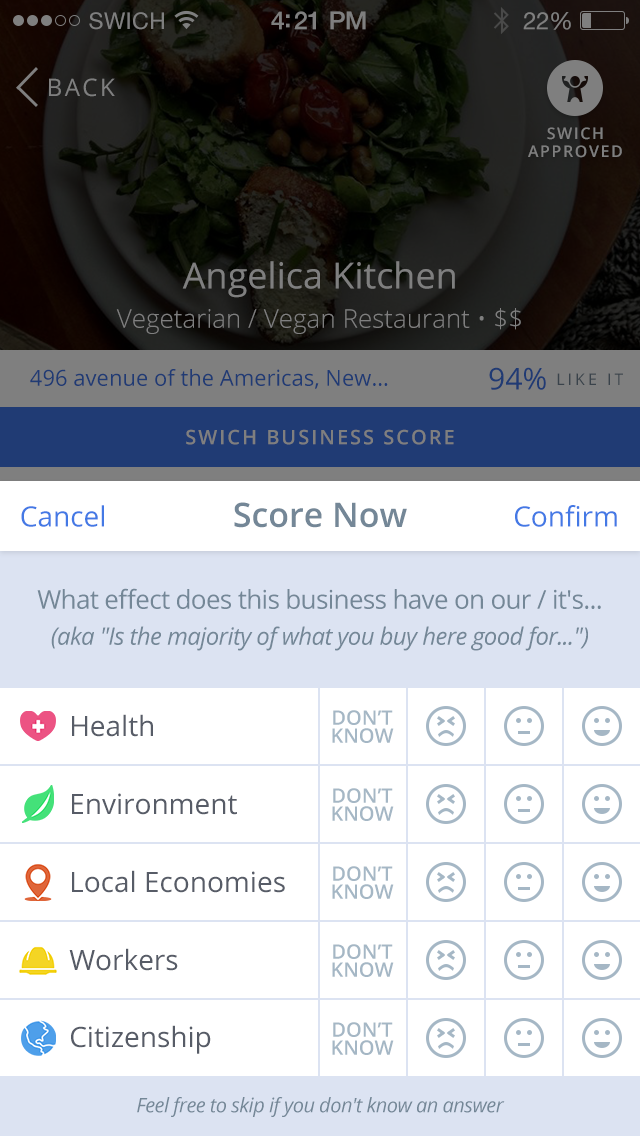 SWICH 4:21 PM 22%
BACK
SWICH
APPROVED
Angelica Kitchen
Vegetarian / Vegan Restaurant • $$
496 avenue of the Americas, New... 94% LIKE IT
SWICH BUSINESS SCORE
Cancel Score Now Confirm
What effect does this business have on our / it's...
(aka "Is the majority of what you buy here good for...")
Health DON'T KNOW
Environment DON'T KNOW
Local Economies DON'T KNOW
Workers DON'T KNOW
Citizenship DON'T KNOW
Feel free to skip if you don't know an answer